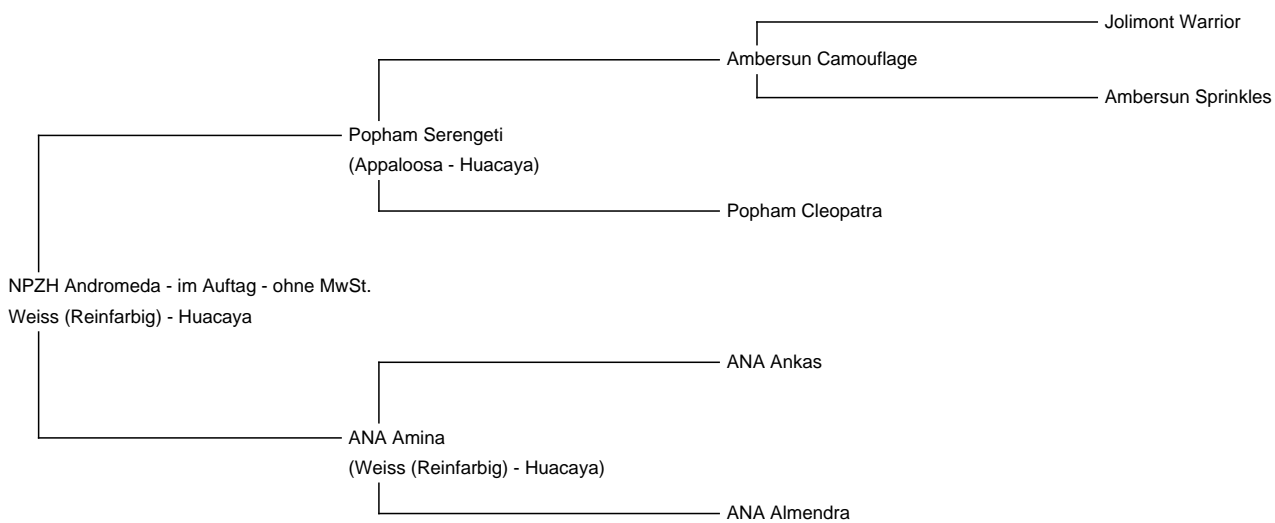 Jolimont Warrior
Ambersun Camouflage
Ambersun Sprinkles
Popham Serengeti
(Appaloosa - Huacaya)
Popham Cleopatra
NPZH Andromeda - im Auftag - ohne MwSt.
Weiss (Reinfarbig) - Huacaya
ANA Ankas
ANA Amina
(Weiss (Reinfarbig) - Huacaya)
ANA Almendra